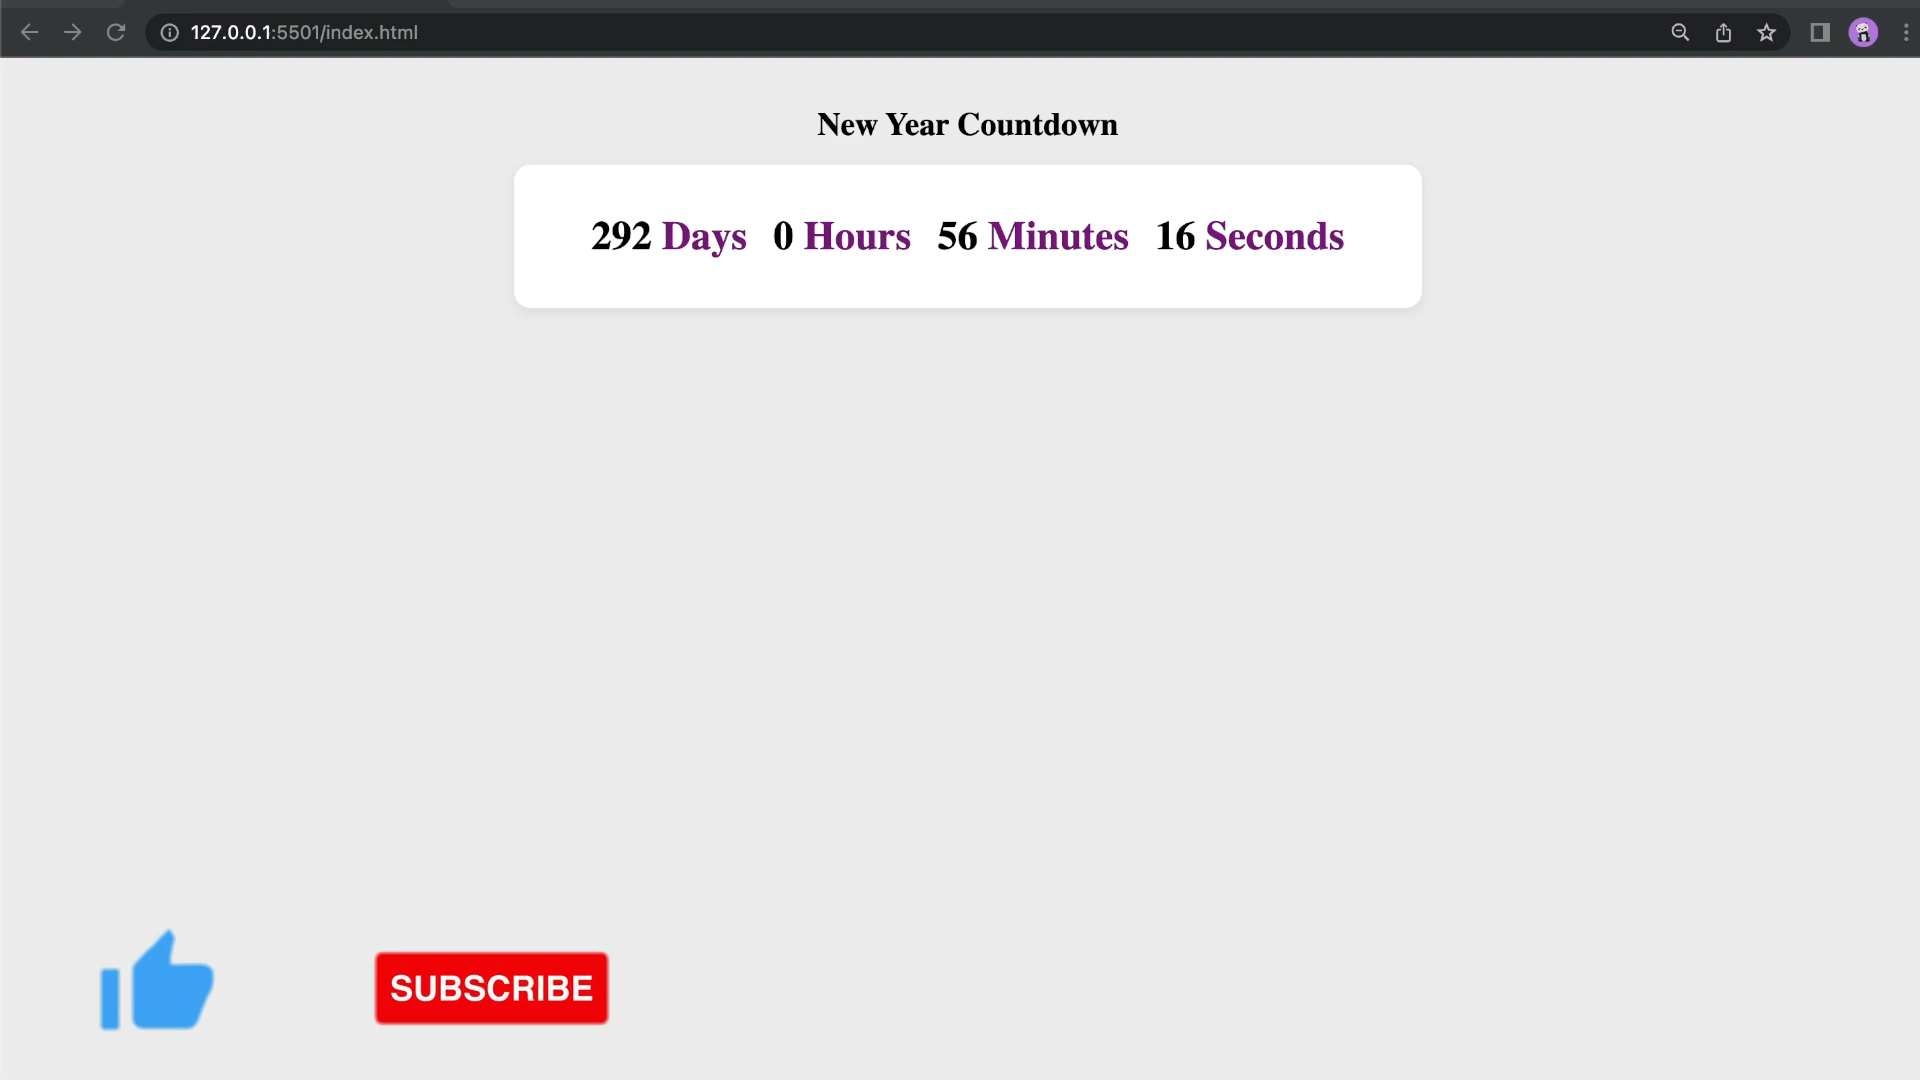 127.0.0.1:5501/index.html
New Year Countdown
292 Days 0 Hours 56 Minutes 16 Seconds
SUBSCRIBE